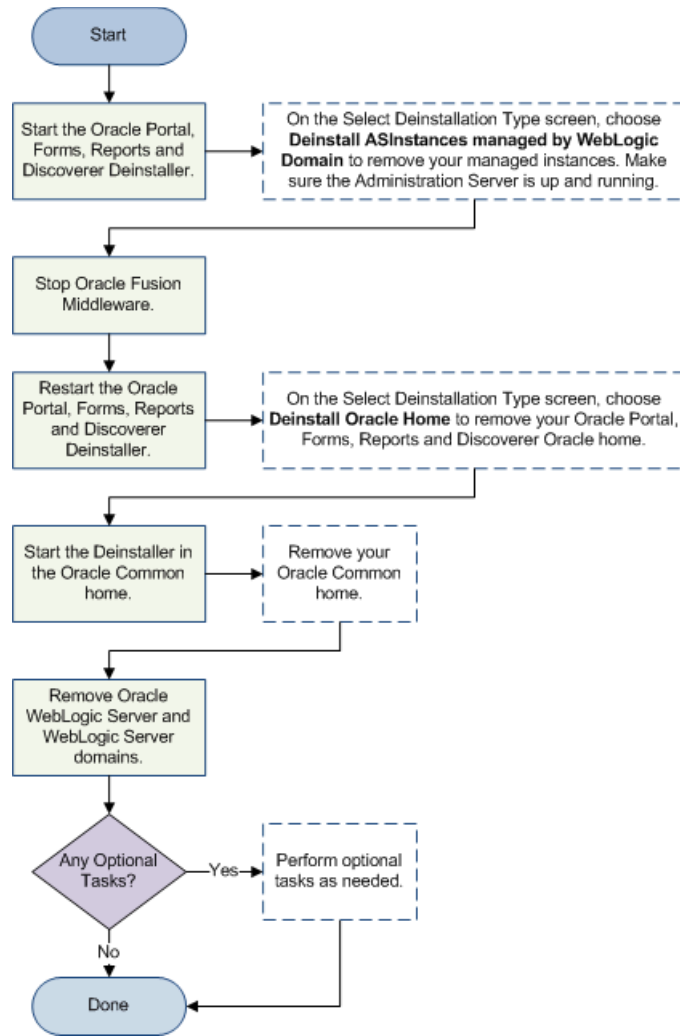 Start
Start the Oracle Portal,
Forms, Reports and
Discoverer Deinstaller.
On the Select Deinstallation Type screen, choose
Deinstall ASInstances managed by WebLogic
Domain to remove your managed instances. Make
sure the Administration Server is up and running.
Stop Oracle Fusion
Middleware.
Restart the Oracle
Portal, Forms, Reports
and Discoverer
Deinstaller.
On the Select Deinstallation Type screen, choose
Deinstall Oracle Home to remove your Oracle Portal,
Forms, Reports and Discoverer Oracle home.
Start the Deinstaller in
the Oracle Common
home.
Remove your
Oracle Common
home.
Remove Oracle
WebLogic Server and
WebLogic Server
domains.
Any Optional
Tasks?
Yes
Perform optional
tasks as needed.
No
Done